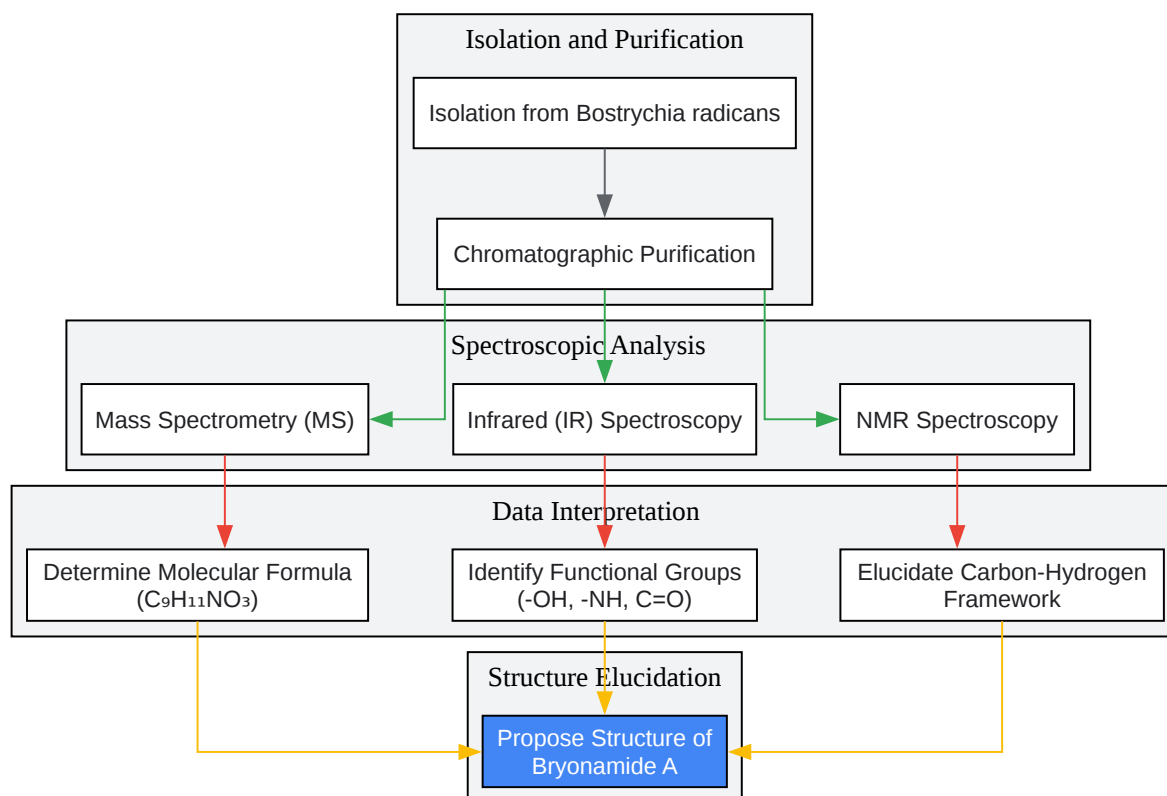 Isolation and Purification
Isolation from Bostrychia radicans
Chromatographic Purification
Spectroscopic Analysis
Mass Spectrometry (MS)
Infrared (IR) Spectroscopy
NMR Spectroscopy
Data Interpretation
Determine Molecular Formula
(C₉H₁₁NO₃)
Identify Functional Groups
(-OH, -NH, C=O)
Elucidate Carbon-Hydrogen
Framework
Structure Elucidation
Propose Structure of
Bryonamide A